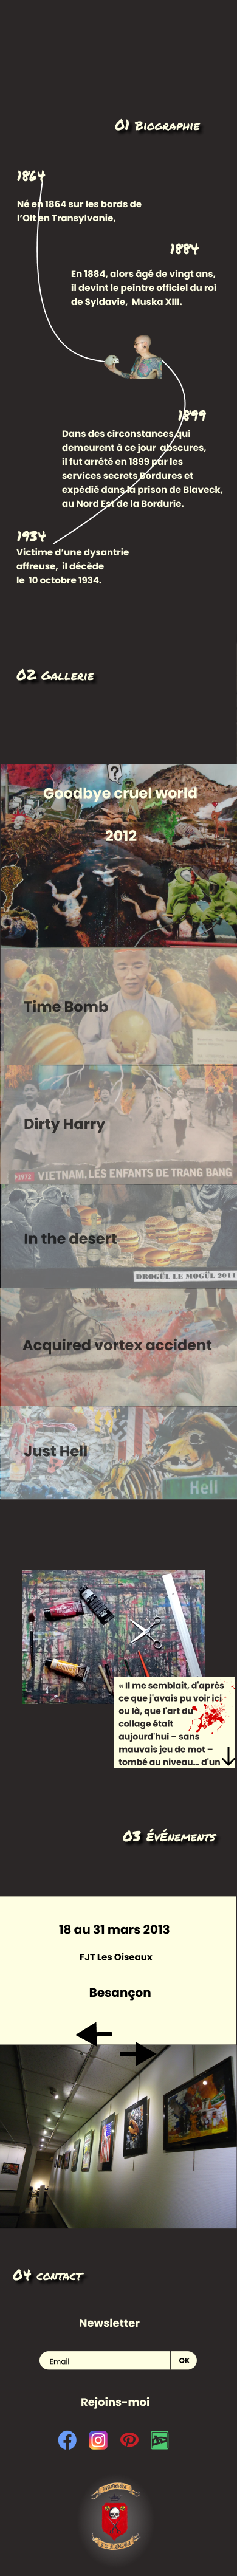 01 Biographie
1864
Né en 1864 sur les bords de
l'Olt en Transylvanie,
1884
En 1884, alors âgé de vingt ans,
il devint le peintre officiel du roi
de Syldavie, Muska XIII.
1899
Dans des circonstances qui
demeurent à ce jour obscures,
il fut arrété en 1899 par les
services secrets Bordures et
expédié dans la prison de Blaveck,
au Nord Est de la Bordurie.
1934
Victime d'une dysantrie
affreuse, il décède
le 10 octobre 1934.
02 Gallerie
?
Goodbye cruel world
2012
Time Bomb
Dirty Harry
1972 VIETNAM, LES ENFANTS DE TRANG BANG
In the desert
DROGÜL LE MOGÜL 2011
Acquired vortex accident
Just Hell
Hell
« Il me semblait, d'après
ce que j'avais pu voir ici
ou là, que l'art du
collage était
aujourd'hui – sans
mauvais jeu de mot –
tombé au niveau... d'un
03 événements
18 au 31 mars 2013
FJT Les Oiseaux
Besançon
04 contact
Newsletter
Email OK
Rejoins-moi